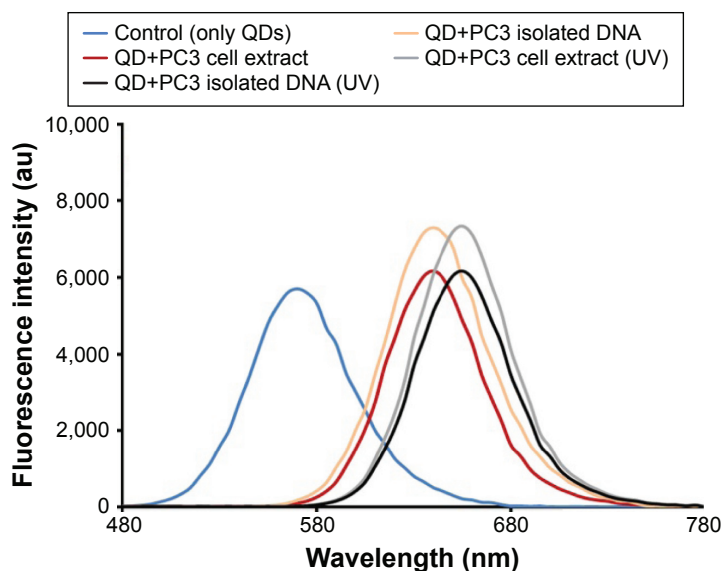 Control (only QDs)
QD+PC3 isolated DNA
QD+PC3 cell extract
QD+PC3 cell extract (UV)
QD+PC3 isolated DNA (UV)
Fluorescence intensity (au)
10,000
8,000
6,000
4,000
2,000
0
480
580
680
780
Wavelength (nm)